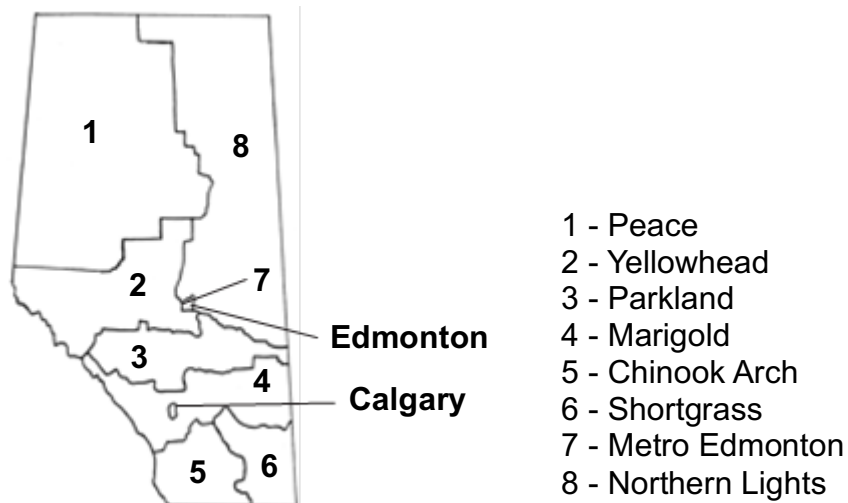 1
8
2
7
Edmonton
3
4
Calgary
5
6
1 - Peace
2 - Yellowhead
3 - Parkland
4 - Marigold
5 - Chinook Arch
6 - Shortgrass
7 - Metro Edmonton
8 - Northern Lights